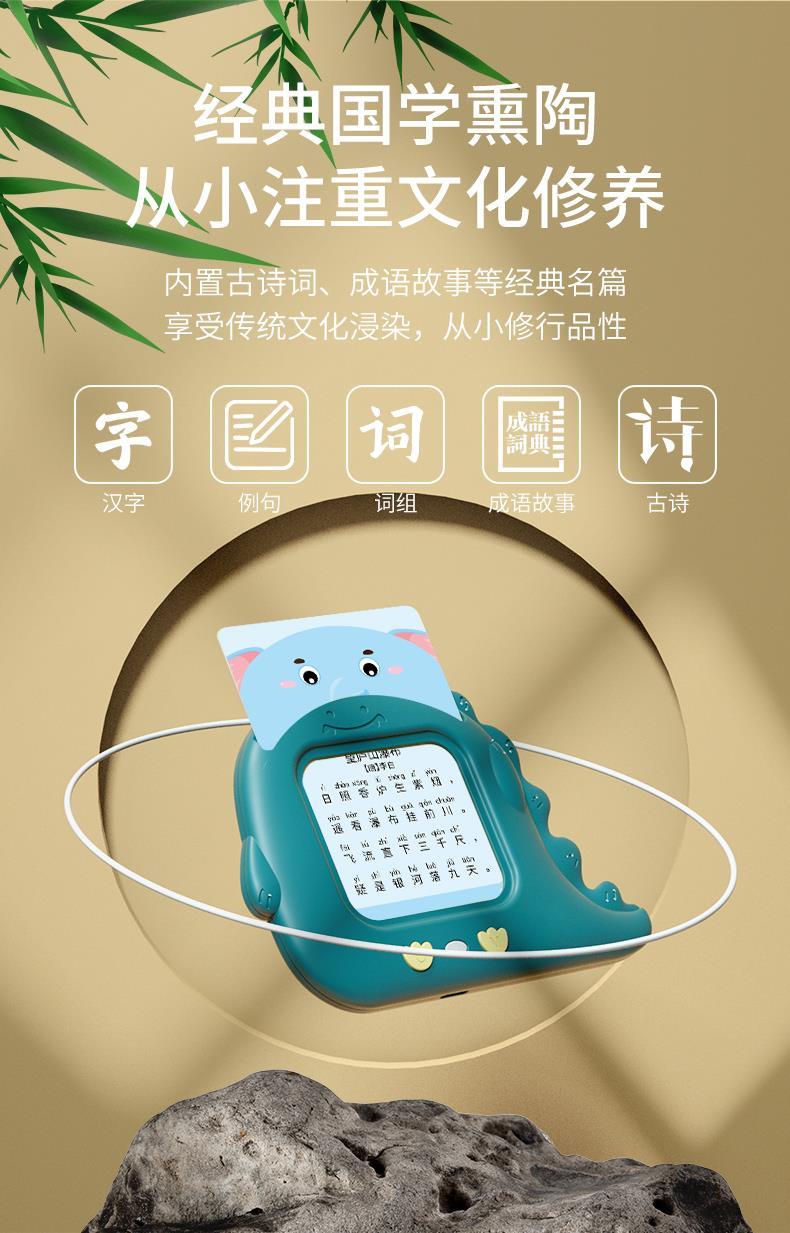 经典国学熏陶
从小注重文化修养
内置古诗词、成语故事等经典名篇
享受传统文化浸染，从小修行品性
字
词
成語
詞典
诗
汉字
例句
词组
成语故事
古诗
望庐山瀑布
【唐】李白
rì zhào xiāng lú shēng zǐ yān
日照香炉生紫烟，
yáo kàn pù bù guà qián chuān
遥看瀑布挂前川。
fēi liú zhí xià sān qiān chǐ
飞流直下三千尺，
yí shì yín hé luò jiǔ tiān
疑是银河落九天。